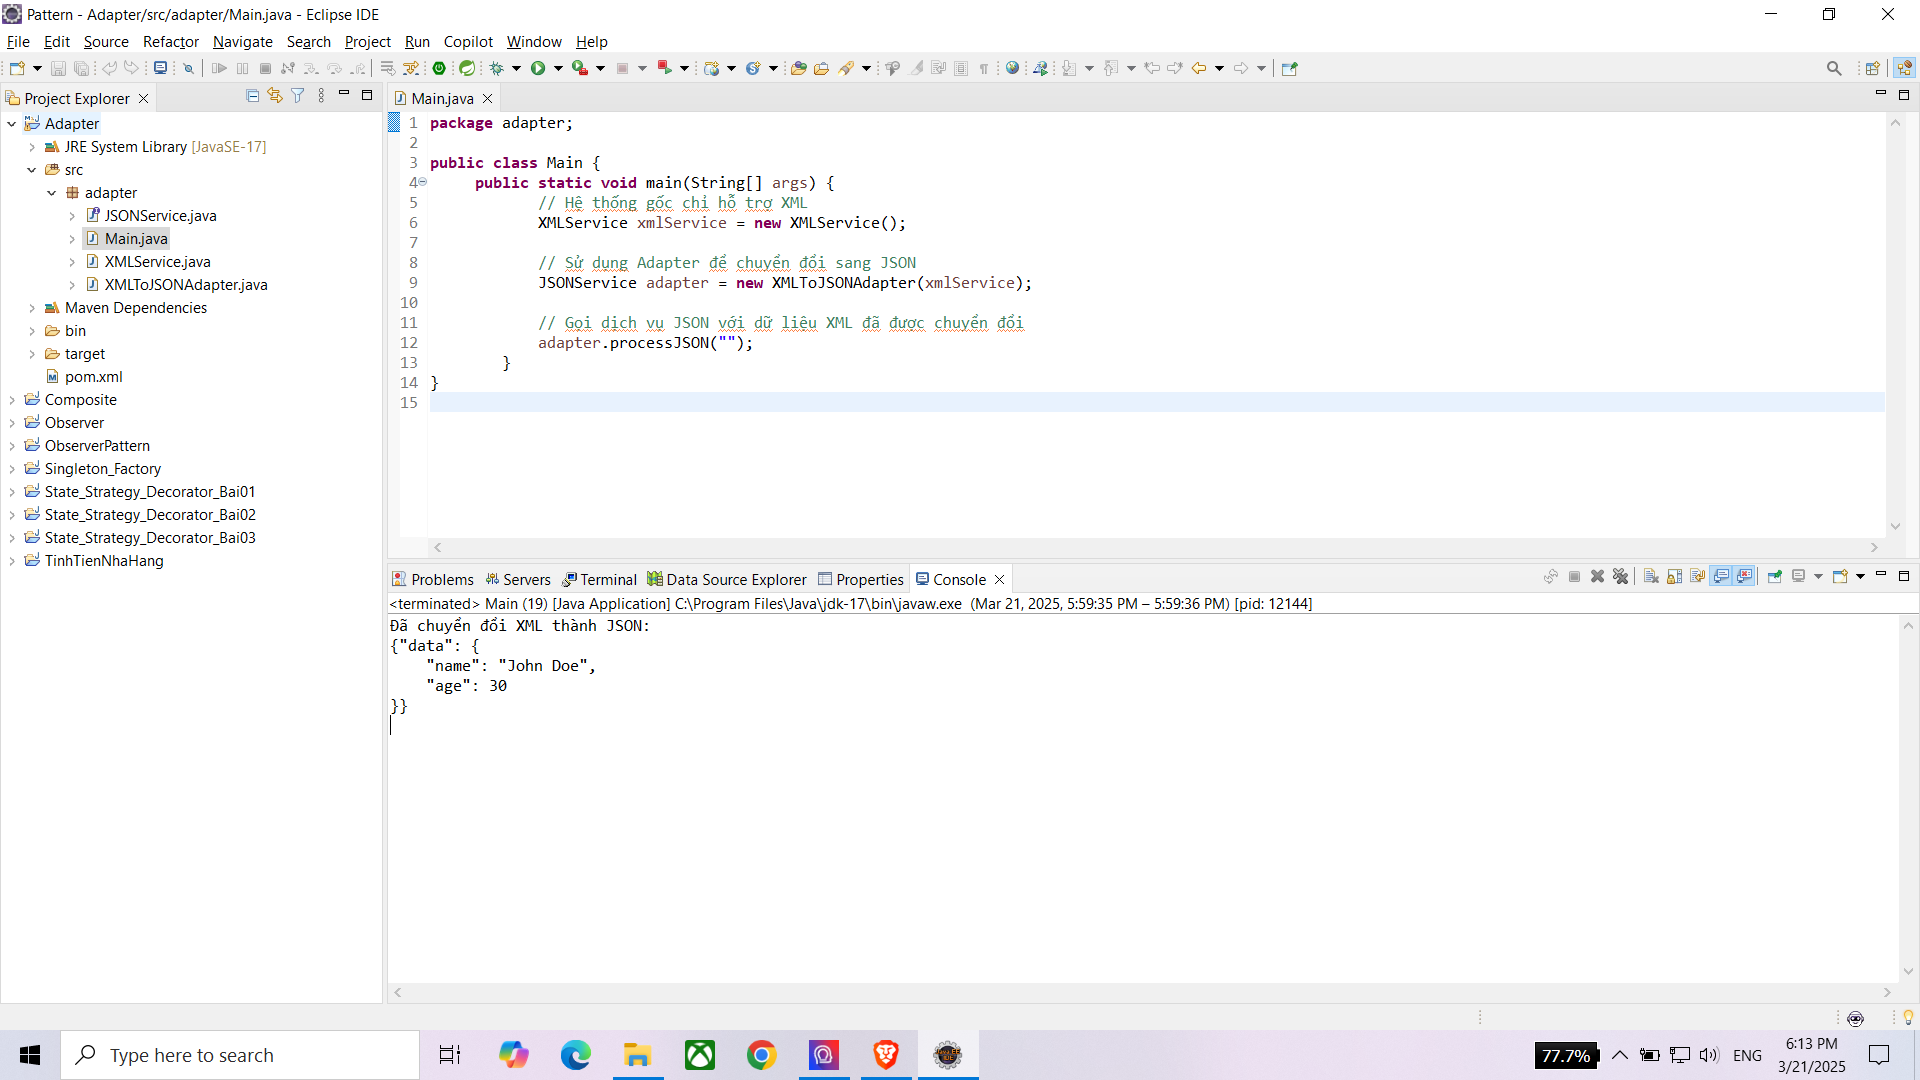 Pattern - Adapter/src/adapter/Main.java - Eclipse IDE
File Edit Source Refactor Navigate Search Project Run Copilot Window Help
Project Explorer
Adapter
JRE System Library [JavaSE-17]
src
adapter
JSONService.java
Main.java
XMLService.java
XMLToJSONAdapter.java
Maven Dependencies
bin
target
pom.xml
Composite
Observer
ObserverPattern
Singleton_Factory
State_Strategy_Decorator_Bai01
State_Strategy_Decorator_Bai02
State_Strategy_Decorator_Bai03
TinhTienNhaHang
Main.java
1 package adapter;
2
3 public class Main {
4 public static void main(String[] args) {
5 // Hệ thống gốc chỉ hỗ trợ XML
6 XMLService xmlService = new XMLService();
7
8 // Sử dụng Adapter để chuyển đổi sang JSON
9 JSONService adapter = new XMLToJSONAdapter(xmlService);
10
11 // Gọi dịch vụ JSON với dữ liệu XML đã được chuyển đổi
12 adapter.processJSON("");
13 }
14 }
15
Problems Servers Terminal Data Source Explorer Properties Console
<terminated> Main (19) [Java Application] C:\Program Files\Java\jdk-17\bin\javaw.exe (Mar 21, 2025, 5:59:35 PM – 5:59:36 PM) [pid: 12144]
Đã chuyển đổi XML thành JSON:
{"data": {
"name": "John Doe",
"age": 30
}}
Type here to search
77.7%
ENG
6:13 PM
3/21/2025